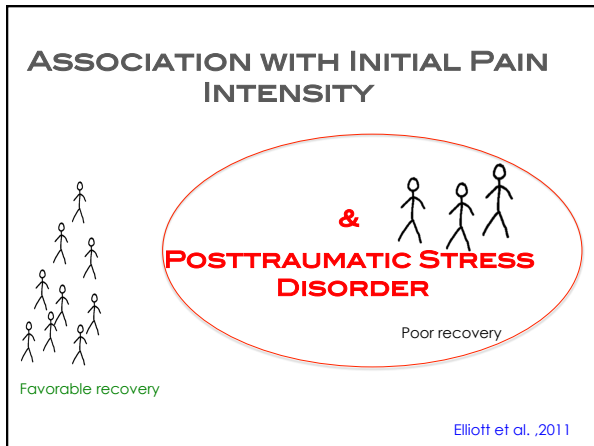 ASSOCIATION WITH INITIAL PAIN
INTENSITY
&
POSTTRAUMATIC STRESS
DISORDER
Poor recovery
Favorable recovery
Elliott et al. ,2011